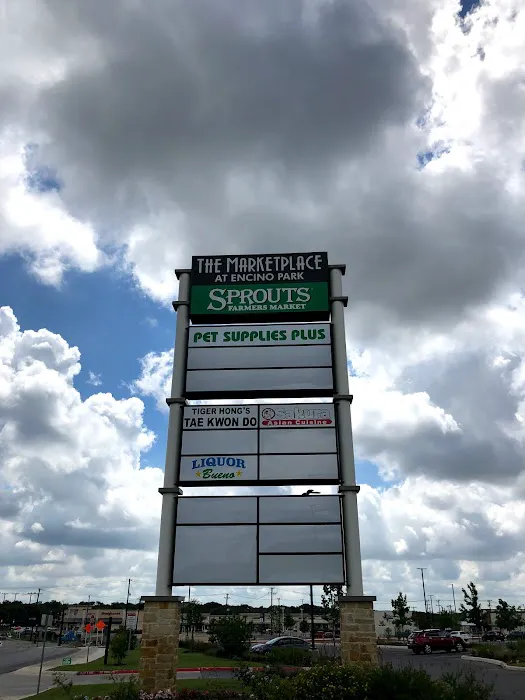 THE MARKETPLACE
AT ENCINO PARK
SPROUTS
FARMERS MARKET
PET SUPPLIES PLUS
TIGER HONG'S
TAE KWON DO
Sakura
Asian Cuisine
LIQUOR
Bueno